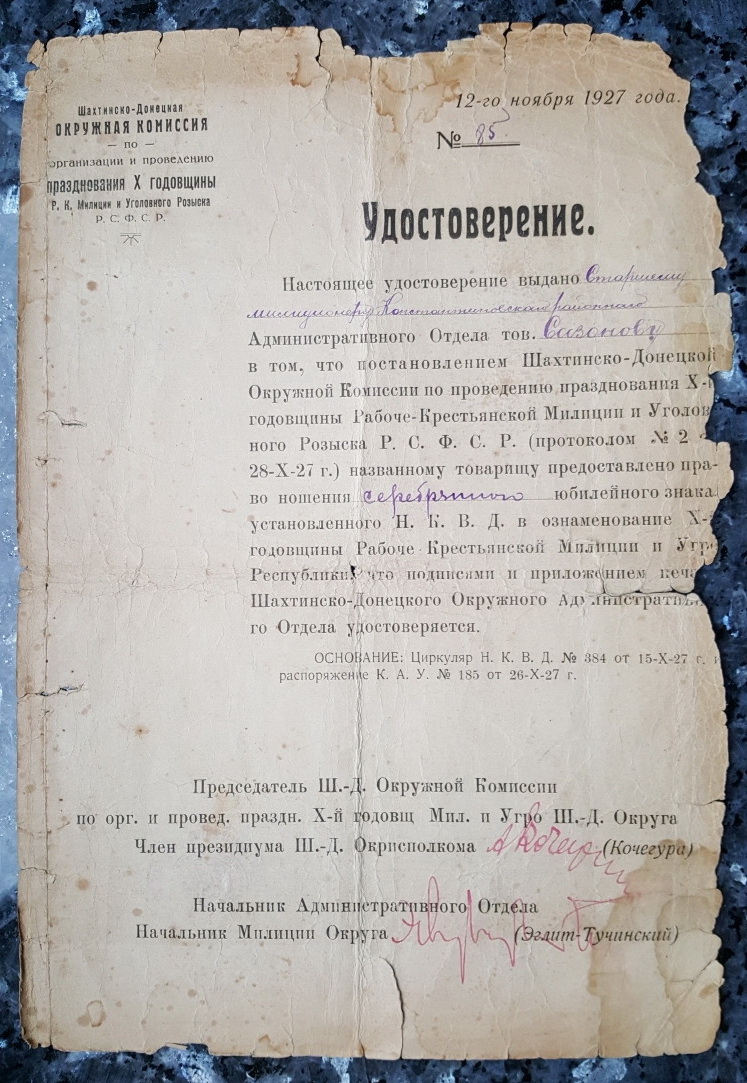 Шахтинско-Донецкая
ОКРУЖНАЯ КОМИССИЯ
— ПО —
организации и проведению
празднования X годовщины
Р. К. Милиции и Уголовного Розыска
Р. С. Ф. С. Р.
12-го ноября 1927 года.
№ 85.
Удостоверение.
Настоящее удостоверение выдано Старшему
милиционеру Константиновского районного
Административного Отдела тов. Сазонову
в том, что постановлением Шахтинско-Донецкой
Окружной Комиссии по проведению празднования X-й
годовщины Рабоче-Крестьянской Милиции и Уголов
ного Розыска Р. С. Ф. С. Р. (протоколом № 2
28-X-27 г.) названному товарищу предоставлено пра-
во ношения серебряного юбилейного знака
установленного Н. К. В. Д. в ознаменование X-
годовщины Рабоче-Крестьянской Милиции и Угро
Республики, что подписями и приложением печа
Шахтинско-Донецкого Окружного Административ
го Отдела удостоверяется.
ОСНОВАНИЕ: Циркуляр Н. К. В. Д. № 384 от 15-X-27 г. и
распоряжение К. А. У. № 185 от 26-X-27 г.
Председатель Ш.-Д. Окружной Комиссии
по орг. и провед. праздн. X-й годовщ Мил. и Угро Ш.-Д. Округа
Член президиума Ш.-Д. Окрисполкома (Кочегура)
Начальник Административного Отдела
Начальник Милиции Округа (Эглит-Тучинский)